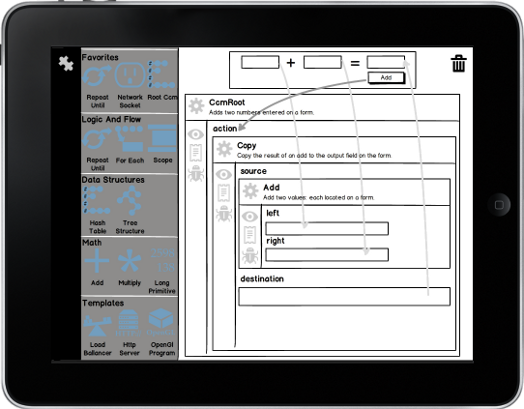 Favorites
Repeat
Until
Network
Socket
Root Ccm
Logic And Flow
Repeat
Until
For Each
Scope
Data Structures
Hash
Table
Tree
Structure
Math
Add
Multiply
Long
Primitive
Templates
Load
Ballancer
Http
Server
OpenGl
Program
+ =
Add
CcmRoot
Adds two numbers entered on a form.
action
Copy
Copy the result of an add to the output field on the form
source
Add
Add two values: each located on a form.
left
right
destination